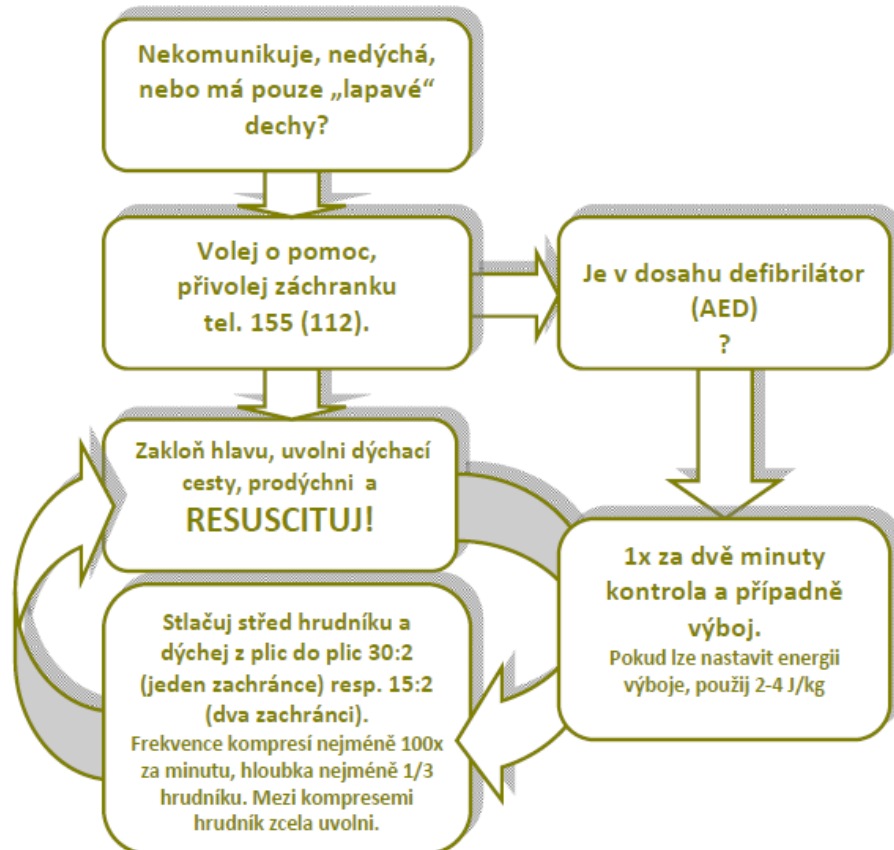 Nekomunikuje, nedýchá,
nebo má pouze „lapavé“
dechy?
Volej o pomoc,
přivolej záchranku
tel. 155 (112).
Je v dosahu defibrilátor
(AED)
?
Zakloň hlavu, uvolni dýchací
cesty, prodýchni a
RESUSCITUJ!
1x za dvě minuty
kontrola a případně
výboj.
Pokud lze nastavit energii
výboje, použij 2-4 J/kg
Stlačuj střed hrudníku a
dýchej z plic do plic 30:2
(jeden zachránce) resp. 15:2
(dva zachránci).
Frekvence kompresí nejméně 100x
za minutu, hloubka nejméně 1/3
hrudníku. Mezi kompresemi
hrudník zcela uvolni.